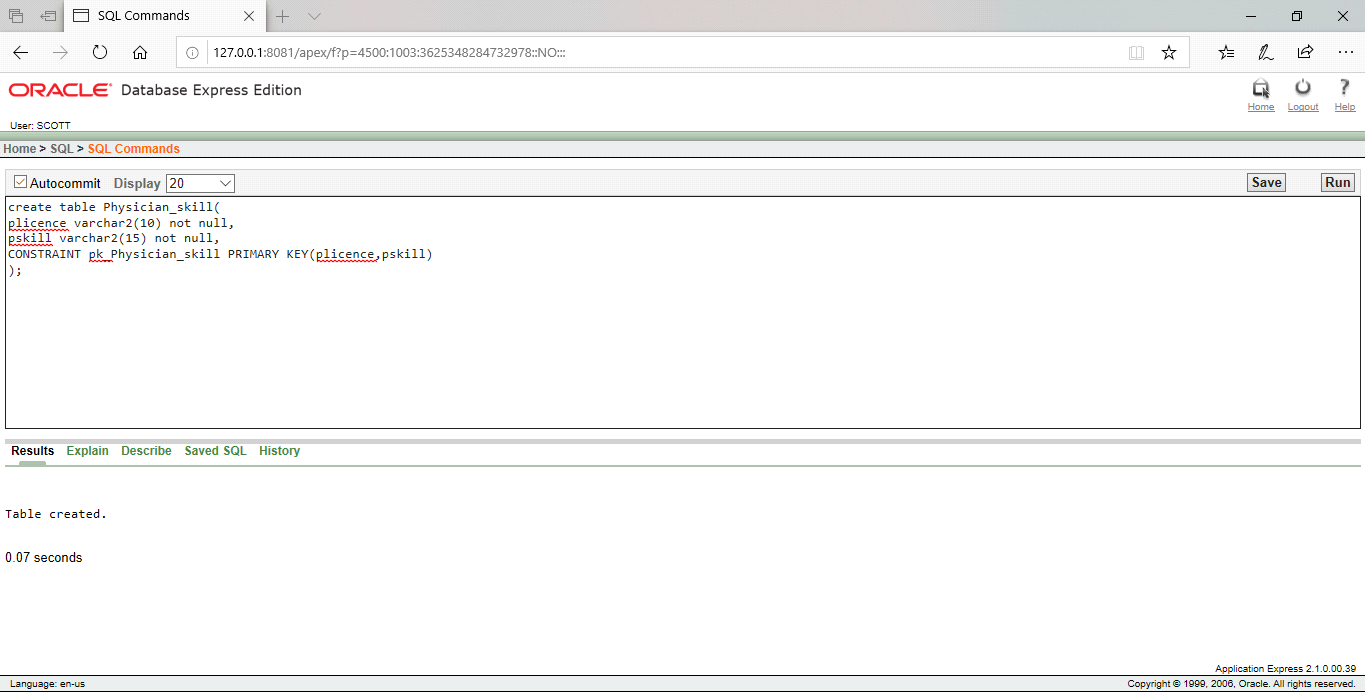 SQL Commands
127.0.0.1:8081/apex/f?p=4500:1003:3625348284732978::NO:::
ORACLE Database Express Edition
Home Logout Help
User: SCOTT
Home > SQL > SQL Commands
Autocommit Display 20 Save Run
create table Physician_skill(
plicence varchar2(10) not null,
pskill varchar2(15) not null,
CONSTRAINT pk_Physician_skill PRIMARY KEY(plicence,pskill)
);
Results Explain Describe Saved SQL History
Table created.
0.07 seconds
Application Express 2.1.0.00.39
Language: en-us Copyright © 1999, 2006, Oracle. All rights reserved.